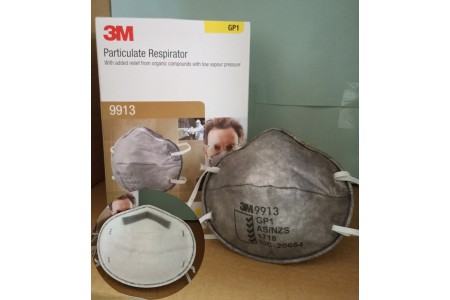 GP1
3M
Particulate Respirator
With added relief from organic compounds with low vapour pressure
9913
3M 9913
GP1
AS/NZS
1716